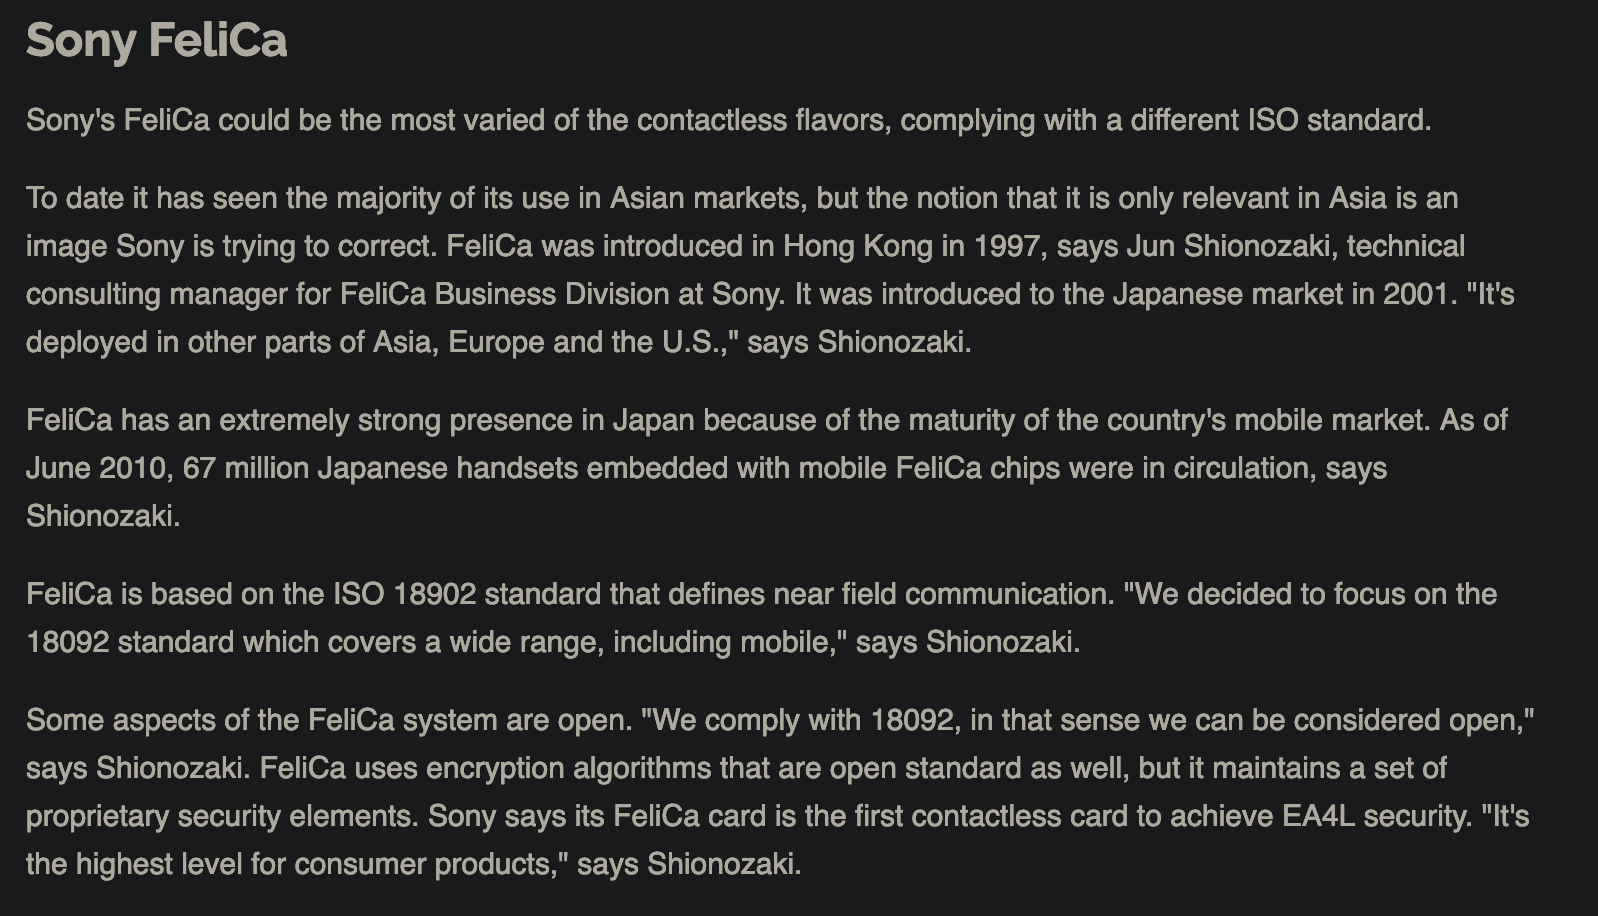 Sony FeliCa
Sony's FeliCa could be the most varied of the contactless flavors, complying with a different ISO standard.
To date it has seen the majority of its use in Asian markets, but the notion that it is only relevant in Asia is an
image Sony is trying to correct. FeliCa was introduced in Hong Kong in 1997, says Jun Shionozaki, technical
consulting manager for FeliCa Business Division at Sony. It was introduced to the Japanese market in 2001. "It's
deployed in other parts of Asia, Europe and the U.S.," says Shionozaki.
FeliCa has an extremely strong presence in Japan because of the maturity of the country's mobile market. As of
June 2010, 67 million Japanese handsets embedded with mobile FeliCa chips were in circulation, says
Shionozaki.
FeliCa is based on the ISO 18902 standard that defines near field communication. "We decided to focus on the
18092 standard which covers a wide range, including mobile," says Shionozaki.
Some aspects of the FeliCa system are open. "We comply with 18092, in that sense we can be considered open,"
says Shionozaki. FeliCa uses encryption algorithms that are open standard as well, but it maintains a set of
proprietary security elements. Sony says its FeliCa card is the first contactless card to achieve EA4L security. "It's
the highest level for consumer products," says Shionozaki.